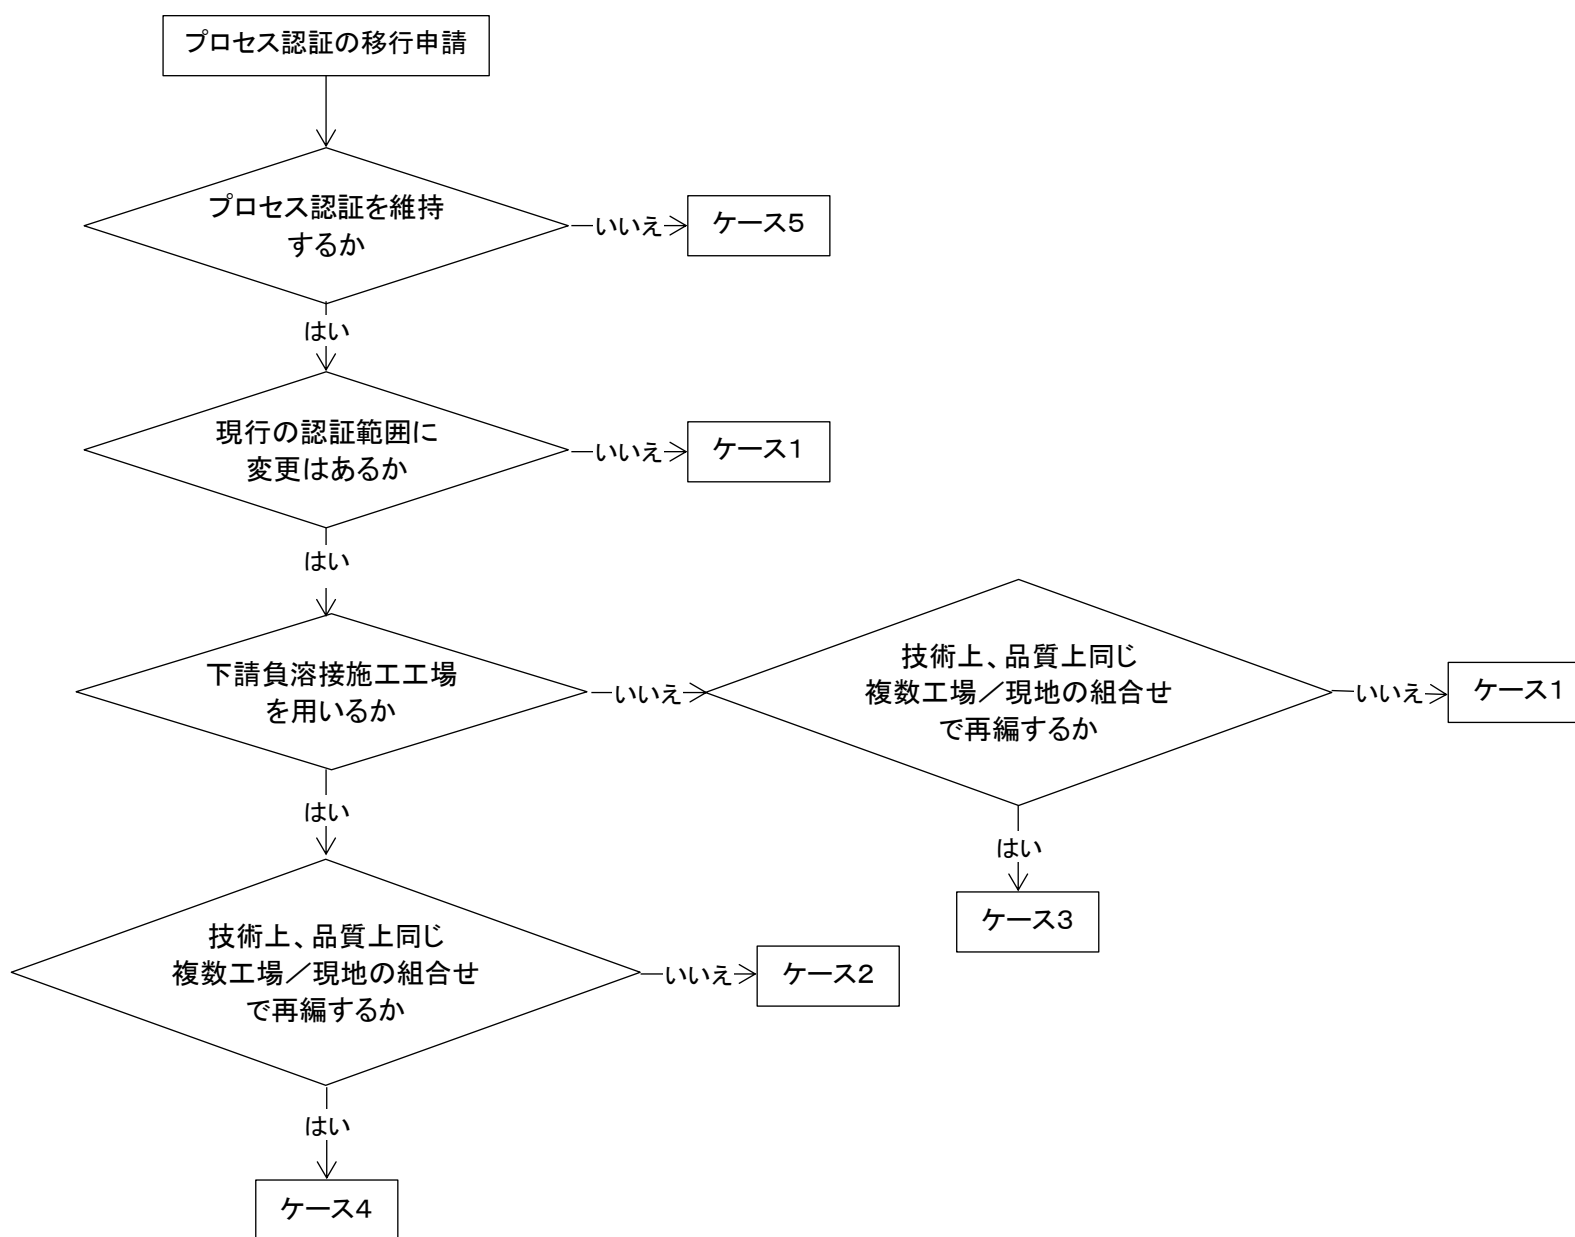 プロセス認証の移行申請
プロセス認証を維持
するか
いいえ
ケース5
はい
現行の認証範囲に
変更はあるか
いいえ
ケース1
はい
下請負溶接施工工場
を用いるか
いいえ
技術上、品質上同じ
複数工場／現地の組合せ
で再編するか
いいえ
ケース1
はい
ケース3
はい
技術上、品質上同じ
複数工場／現地の組合せ
で再編するか
いいえ
ケース2
はい
ケース4